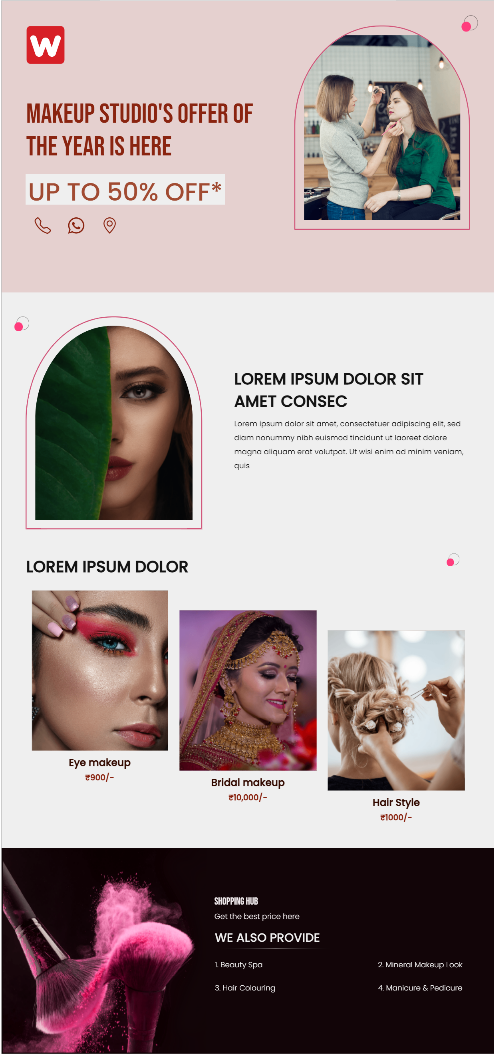 W
MAKEUP STUDIO'S OFFER OF
THE YEAR IS HERE
UP TO 50% OFF*
LOREM IPSUM DOLOR SIT
AMET CONSEC
Lorem ipsum dolor sit amet, consectetuer adipiscing elit, sed
diam nonummy nibh euismod tincidunt ut laoreet dolore
magna aliquam erat volutpat. Ut wisi enim ad minim veniam,
quis
LOREM IPSUM DOLOR
Eye makeup
₹900/-
Bridal makeup
₹10,000/-
Hair Style
₹1000/-
SHOPPING HUB
Get the best price here
WE ALSO PROVIDE
1. Beauty Spa
2. Mineral Makeup Look
3. Hair Colouring
4. Manicure & Pedicure